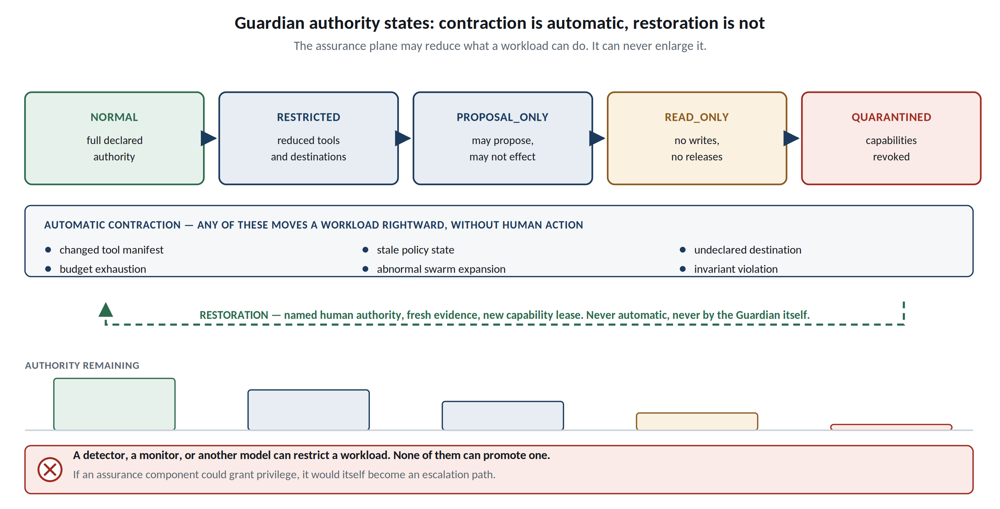 Guardian authority states: contraction is automatic, restoration is not
The assurance plane may reduce what a workload can do. It can never enlarge it.
NORMAL
full declared
authority
RESTRICTED
reduced tools
and destinations
PROPOSAL_ONLY
may propose,
may not effect
READ_ONLY
no writes,
no releases
QUARANTINED
capabilities
revoked
AUTOMATIC CONTRACTION — ANY OF THESE MOVES A WORKLOAD RIGHTWARD, WITHOUT HUMAN ACTION
changed tool manifest
stale policy state
undeclared destination
budget exhaustion
abnormal swarm expansion
invariant violation
RESTORATION — named human authority, fresh evidence, new capability lease. Never automatic, never by the Guardian itself.
AUTHORITY REMAINING
A detector, a monitor, or another model can restrict a workload. None of them can promote one.
If an assurance component could grant privilege, it would itself become an escalation path.